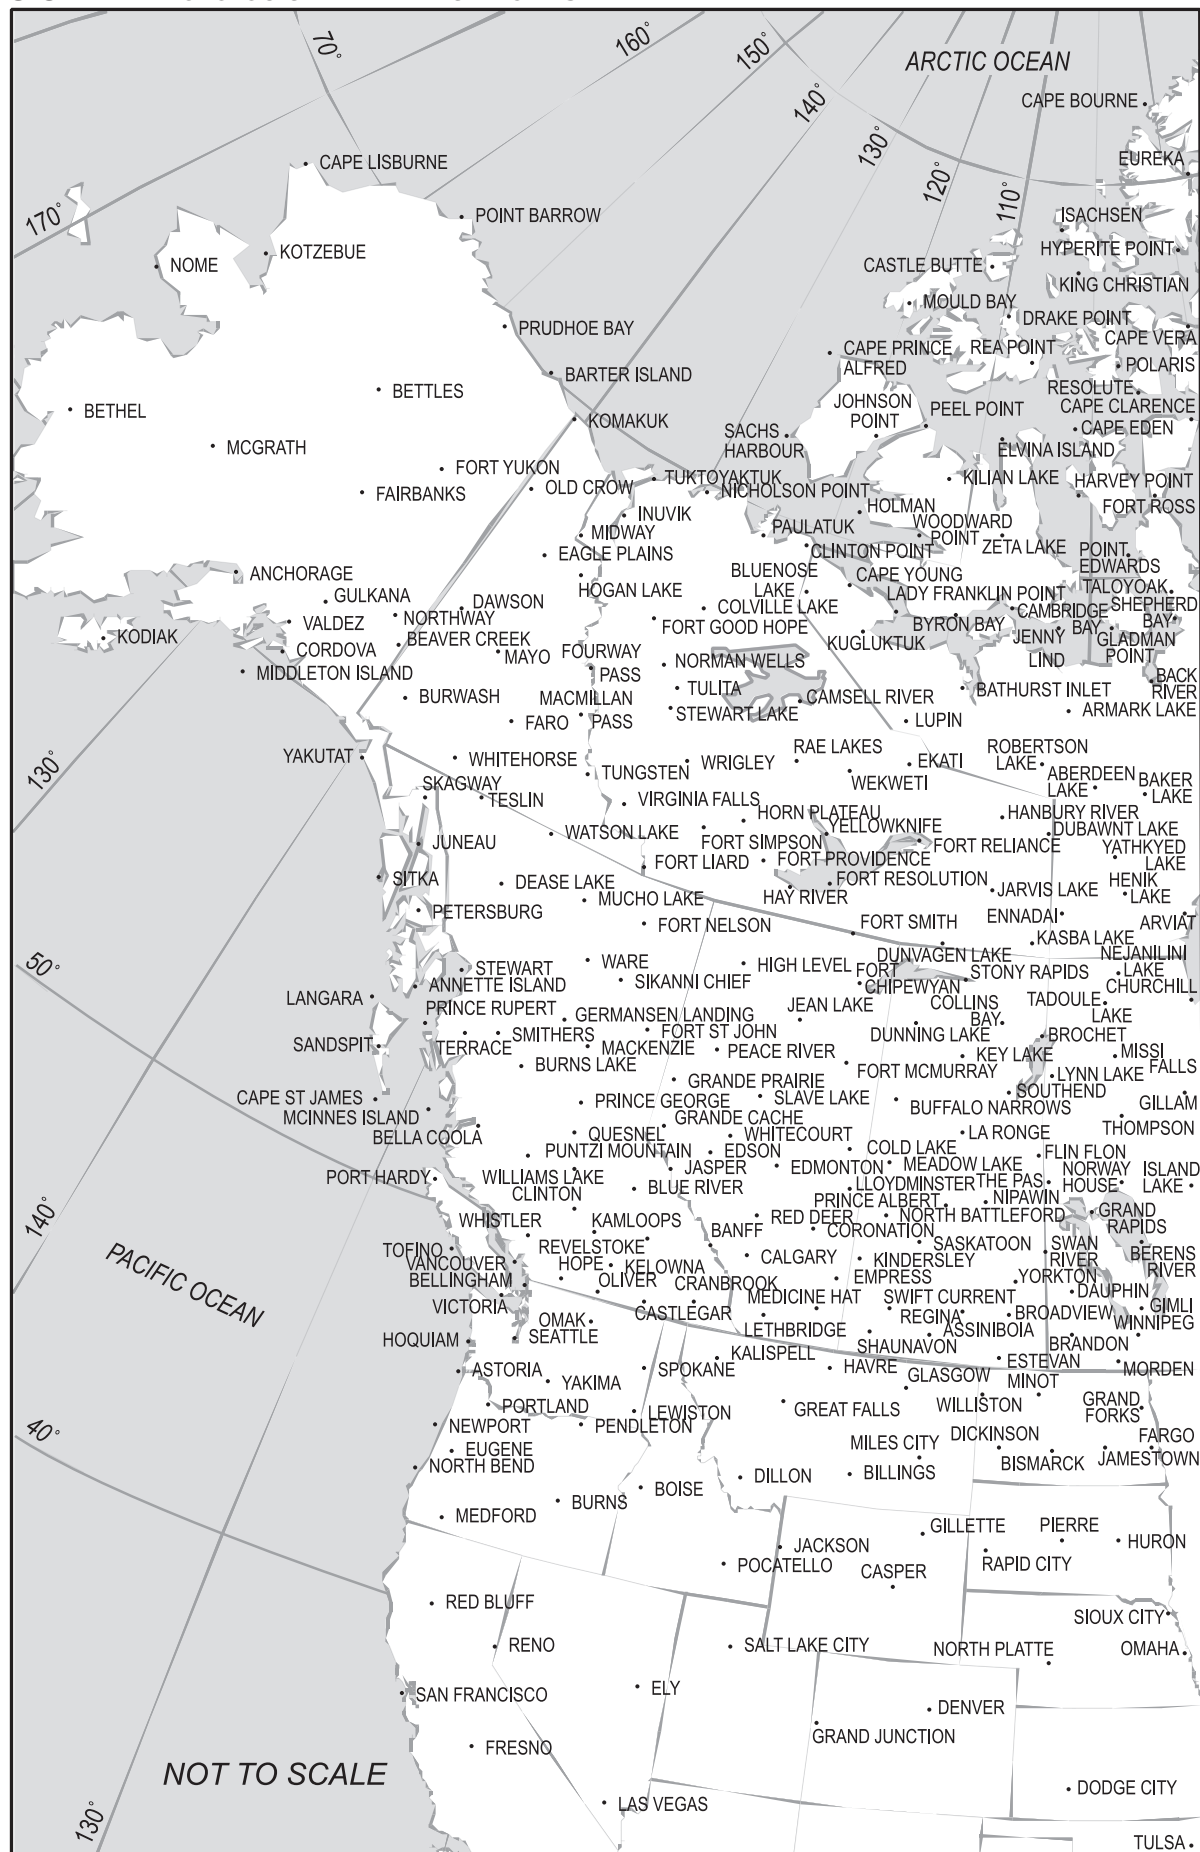 70°
160°
150°
ARCTIC OCEAN
140°
CAPE BOURNE
130°
CAPE LISBURNE
EUREKA
120°
110°
170°
POINT BARROW
ISACHSEN
KOTZEBUE
HYPERITE POINT
NOME
CASTLE BUTTE
KING CHRISTIAN
MOULD BAY
PRUDHOE BAY
DRAKE POINT
CAPE VERA
CAPE PRINCE
ALFRED
REA POINT
POLARIS
BARTER ISLAND
BETTLES
RESOLUTE
JOHNSON
POINT
PEEL POINT
CAPE CLARENCE
BETHEL
KOMAKUK
SACHS
HARBOUR
CAPE EDEN
MCGRATH
ELVINA ISLAND
FORT YUKON
TUKTOYAKTUK
KILIAN LAKE
HARVEY POINT
FAIRBANKS
OLD CROW
NICHOLSON POINT
FORT ROSS
INUVIK
HOLMAN
MIDWAY
PAULATUK
WOODWARD
POINT
ZETA LAKE
EAGLE PLAINS
CLINTON POINT
POINT
EDWARDS
ANCHORAGE
HOGAN LAKE
BLUENOSE
LAKE
CAPE YOUNG
TALOYOAK
GULKANA
DAWSON
COLVILLE LAKE
LADY FRANKLIN POINT
SHEPHERD
BAY
KODIAK
VALDEZ
NORTHWAY
FORT GOOD HOPE
BYRON BAY
CAMBRIDGE
BAY
CORDOVA
BEAVER CREEK
MAYO
FOURWAY
PASS
KUGLUKTUK
JENNY
LIND
GLADMAN
POINT
MIDDLETON ISLAND
NORMAN WELLS
BACK
RIVER
BURWASH
MACMILLAN
PASS
TULITA
CAMSELL RIVER
BATHURST INLET
FARO
STEWART LAKE
LUPIN
ARMARK LAKE
YAKUTAT
WHITEHORSE
WRIGLEY
RAE LAKES
EKATI
ROBERTSON
LAKE
130°
SKAGWAY
TUNGSTEN
WEKWETI
ABERDEEN
LAKE
BAKER
LAKE
TESLIN
VIRGINIA FALLS
HORN PLATEAU
HANBURY RIVER
JUNEAU
WATSON LAKE
FORT SIMPSON
YELLOWKNIFE
DUBAWNT LAKE
FORT RELIANCE
YATHKYED
LAKE
FORT LIARD
FORT PROVIDENCE
SITKA
DEASE LAKE
HAY RIVER
FORT RESOLUTION
JARVIS LAKE
HENIK
LAKE
MUCHO LAKE
PETERSBURG
FORT NELSON
FORT SMITH
ENNADAI
ARVIAT
50°
KASBA LAKE
STEWART
WARE
HIGH LEVEL
DUNVAGEN LAKE
NEJANILINI
LAKE
ANNETTE ISLAND
SIKANNI CHIEF
FORT
CHIPEWYAN
STONY RAPIDS
CHURCHILL
LANGARA
PRINCE RUPERT
GERMANSEN LANDING
JEAN LAKE
COLLINS
BAY
TADOULE
LAKE
SANDSPIT
TERRACE
SMITHERS
FORT ST JOHN
DUNNING LAKE
BROCHET
MACKENZIE
PEACE RIVER
KEY LAKE
MISSI
FALLS
BURNS LAKE
FORT MCMURRAY
LYNN LAKE
GRANDE PRAIRIE
CAPE ST JAMES
PRINCE GEORGE
SLAVE LAKE
BUFFALO NARROWS
SOUTHEND
GILLAM
MCINNES ISLAND
GRANDE CACHE
THOMPSON
BELLA COOLA
QUESNEL
WHITECOURT
LA RONGE
PUNTZI MOUNTAIN
EDSON
COLD LAKE
FLIN FLON
PORT HARDY
WILLIAMS LAKE
JASPER
EDMONTON
MEADOW LAKE
NORWAY
HOUSE
ISLAND
LAKE
CLINTON
BLUE RIVER
LLOYDMINSTER
THE PAS
140°
PRINCE ALBERT
NIPAWIN
WHISTLER
KAMLOOPS
BANFF
RED DEER
NORTH BATTLEFORD
GRAND
RAPIDS
TOFINO
REVELSTOKE
CORONATION
SASKATOON
SWAN
RIVER
BERENS
RIVER
PACIFIC OCEAN
VANCOUVER
HOPE
KELOWNA
CALGARY
KINDERSLEY
BELLINGHAM
OLIVER
CRANBROOK
EMPRESS
YORKTON
DAUPHIN
VICTORIA
CASTLEGAR
MEDICINE HAT
SWIFT CURRENT
GIMLI
OMAK
REGINA
BROADVIEW
WINNIPEG
HOQUIAM
SEATTLE
LETHBRIDGE
ASSINIBOIA
BRANDON
KALISPELL
SHAUNAVON
ESTEVAN
ASTORIA
SPOKANE
HAVRE
MORDEN
YAKIMA
GLASGOW
MINOT
PORTLAND
LEWISTON
GREAT FALLS
WILLISTON
GRAND
FORKS
40°
NEWPORT
PENDLETON
EUGENE
MILES CITY
DICKINSON
FARGO
NORTH BEND
BILLINGS
BISMARCK
JAMESTOWN
DILLON
BOISE
BURNS
MEDFORD
GILLETTE
PIERRE
JACKSON
HURON
POCATELLO
CASPER
RAPID CITY
RED BLUFF
SIOUX CITY
RENO
SALT LAKE CITY
NORTH PLATTE
OMAHA
SAN FRANCISCO
ELY
DENVER
GRAND JUNCTION
FRESNO
NOT TO SCALE
DODGE CITY
LAS VEGAS
130°
TULSA